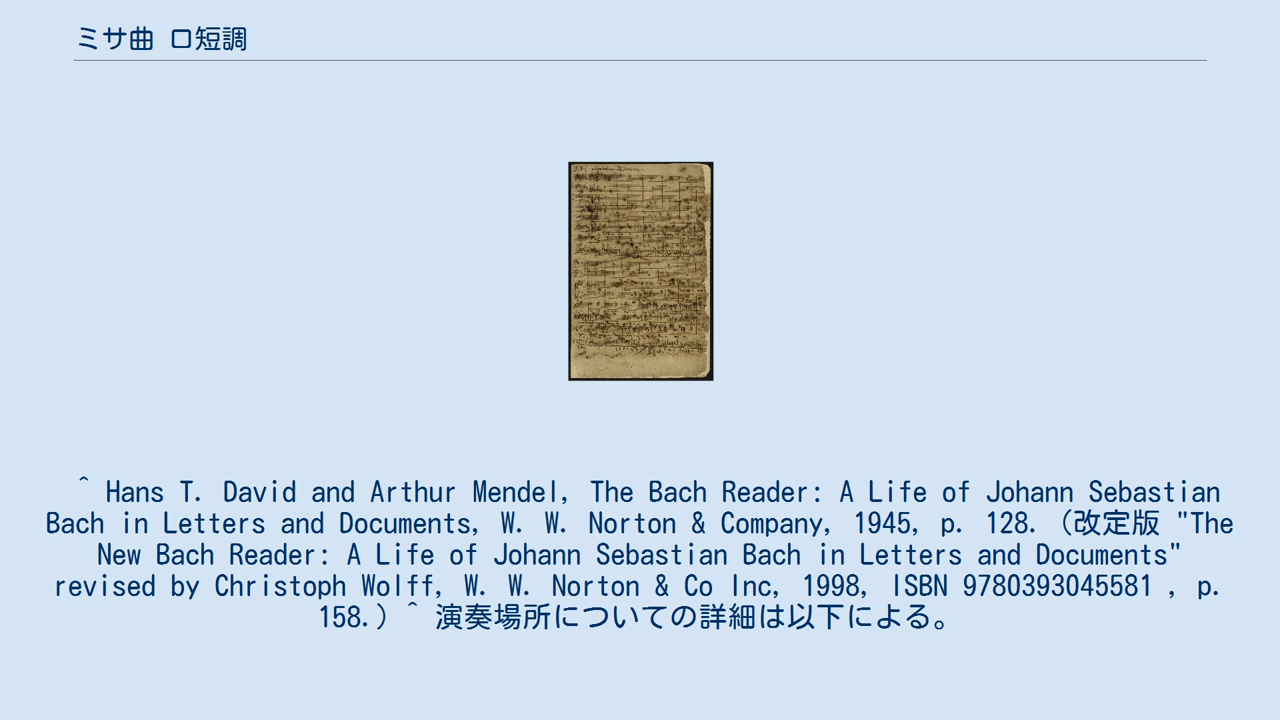 ミサ曲 ロ短調
^ Hans T. David and Arthur Mendel, The Bach Reader: A Life of Johann Sebastian
Bach in Letters and Documents, W. W. Norton & Company, 1945, p. 128. (改定版 "The
New Bach Reader: A Life of Johann Sebastian Bach in Letters and Documents"
revised by Christoph Wolff, W. W. Norton & Co Inc, 1998, ISBN 9780393045581 , p.
158.) ^ 演奏場所についての詳細は以下による。